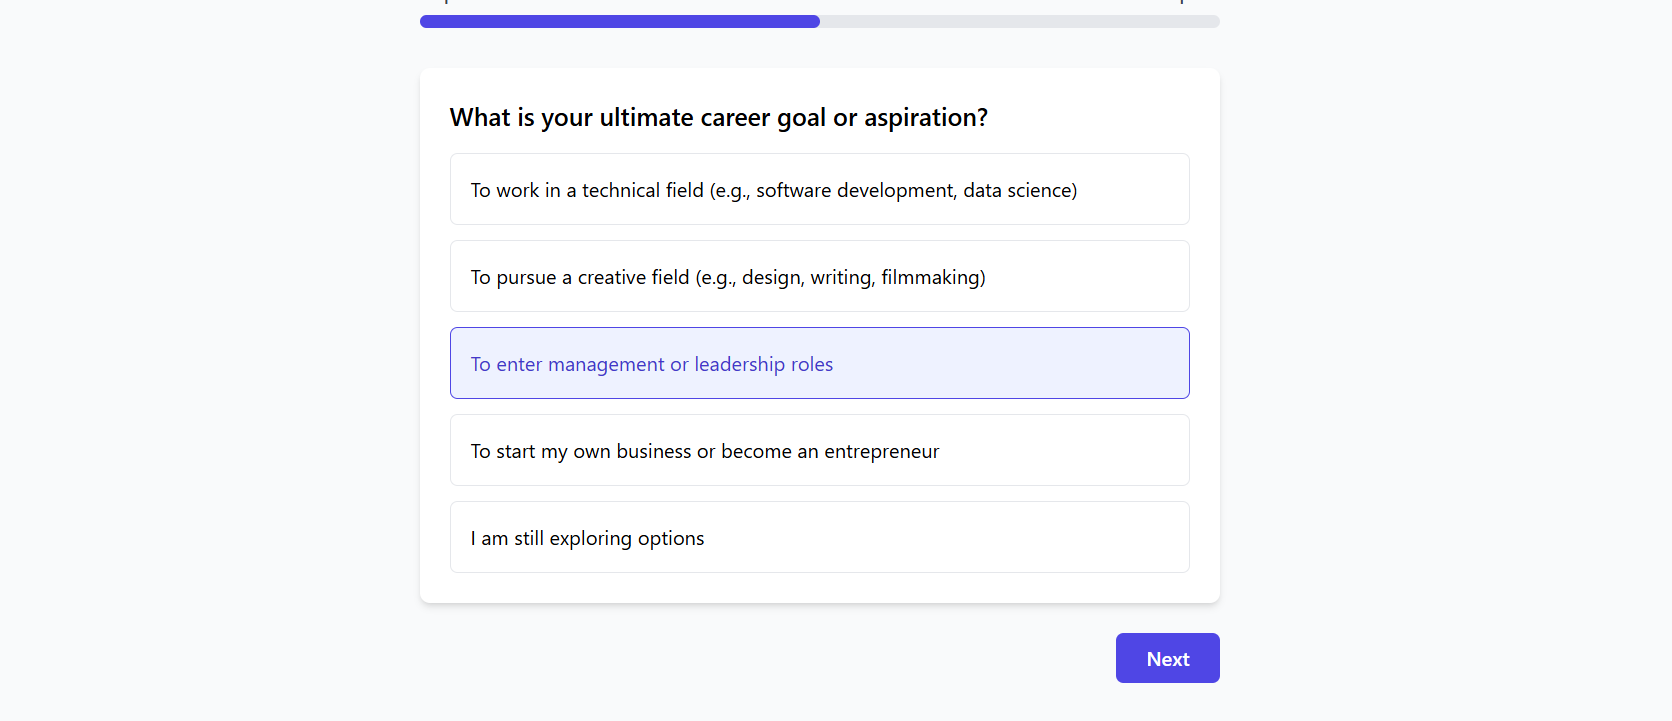 What is your ultimate career goal or aspiration?
To work in a technical field (e.g., software development, data science)
To pursue a creative field (e.g., design, writing, filmmaking)
To enter management or leadership roles
To start my own business or become an entrepreneur
I am still exploring options
Next